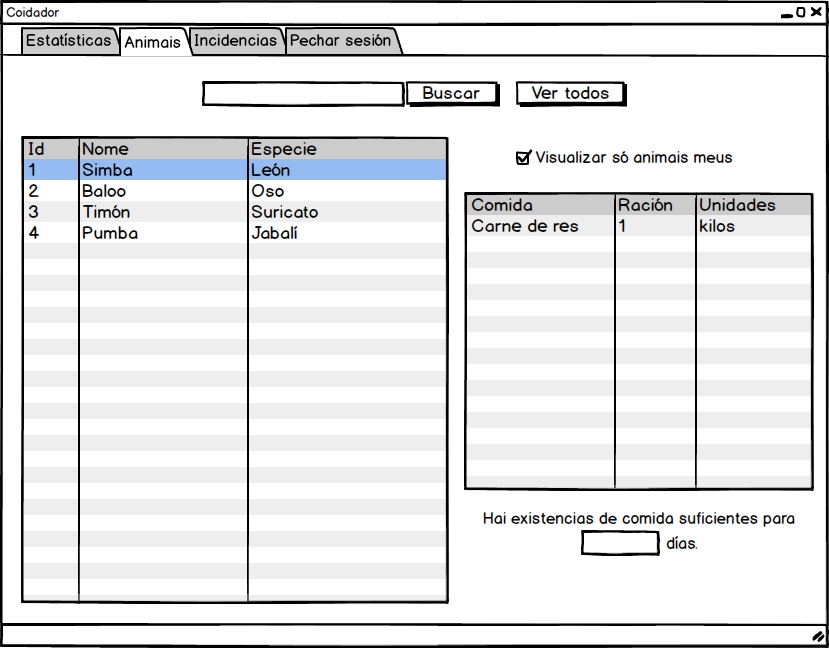 Coidador
Estatísticas Animais Incidencias Pechar sesión
Buscar Ver todos
Visualizar só animais meus
Id Nome Especie
1 Simba León
2 Baloo Oso
3 Timón Suricato
4 Pumba Jabalí
Comida Ración Unidades
Carne de res 1 kilos
Hai existencias de comida suficientes para
días.